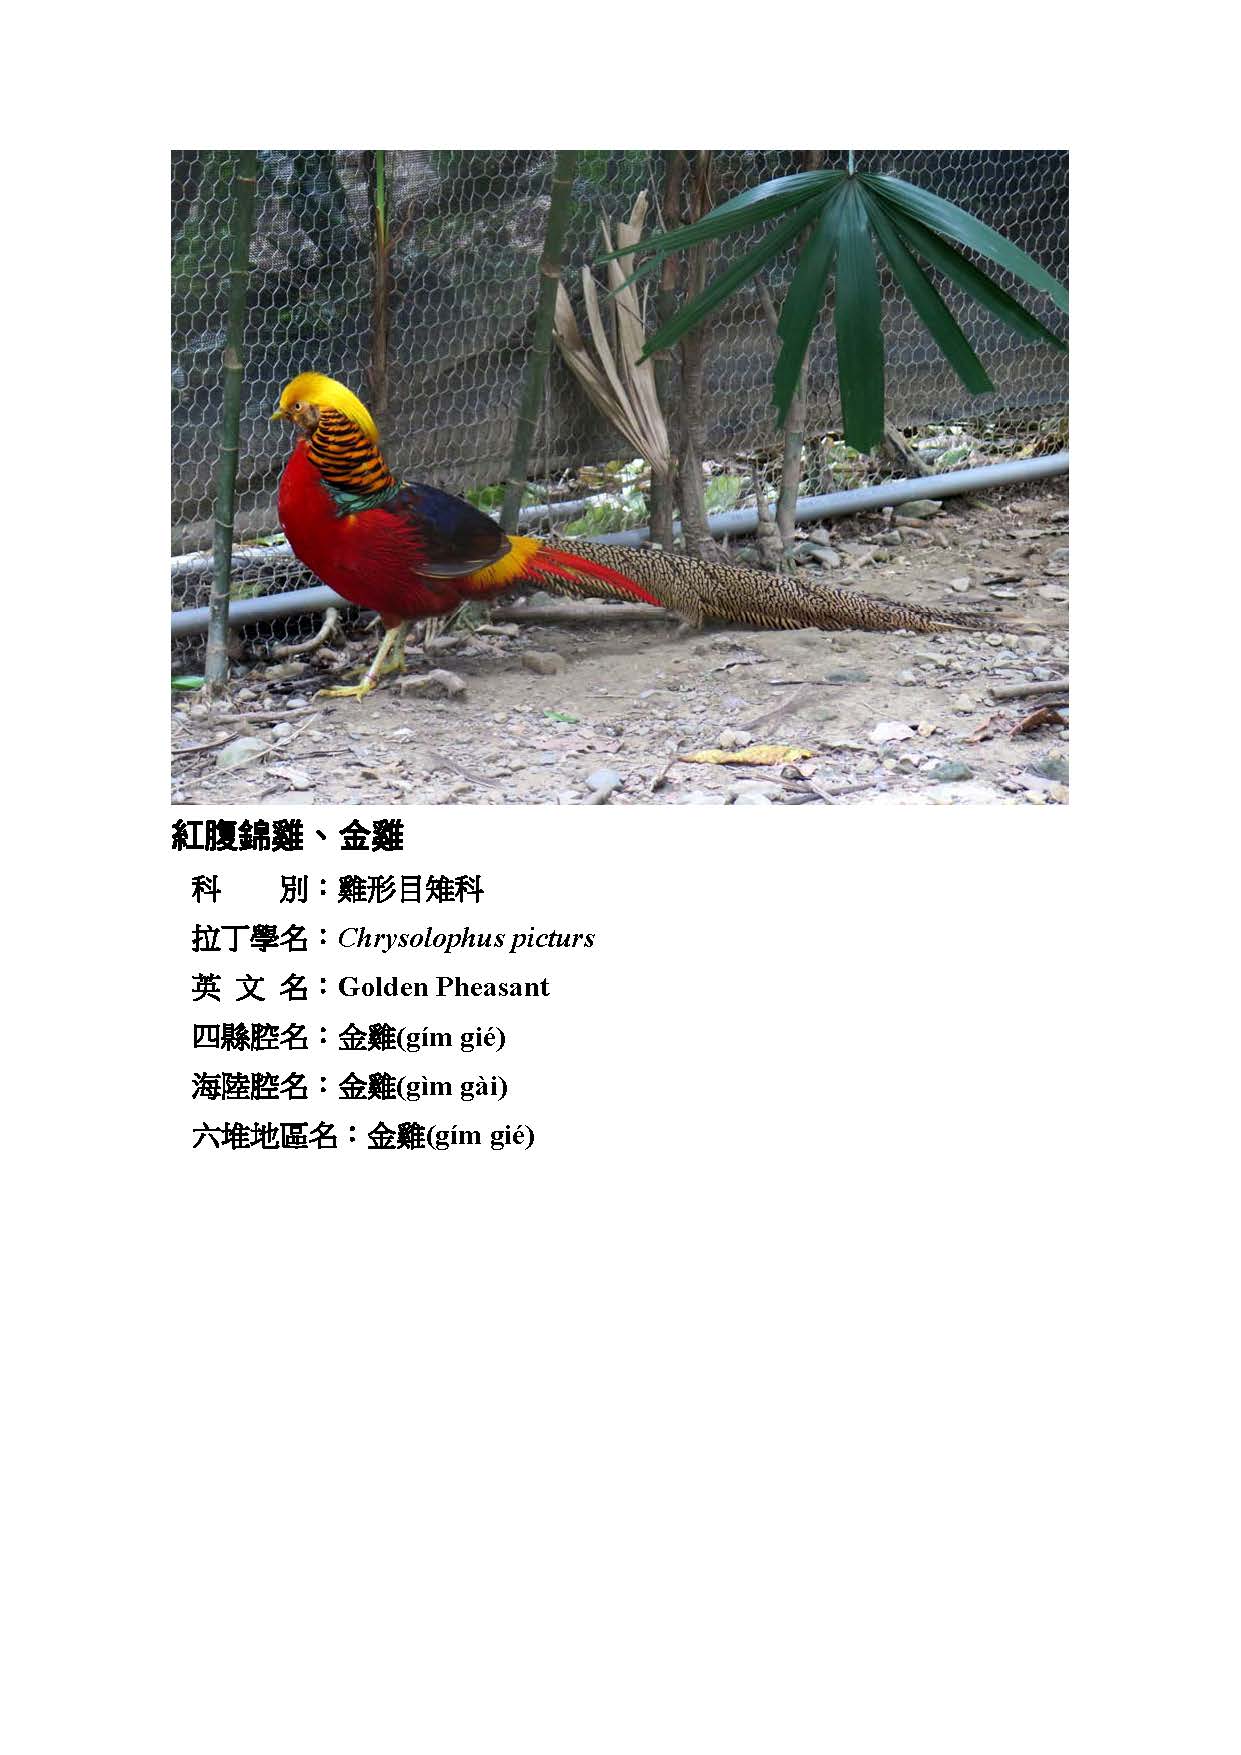 紅腹錦雞、金雞
科　　別：雞形目雉科
拉丁學名：Chrysolophus picturs
英 文 名：Golden Pheasant
四縣腔名：金雞(gím gié)
海陸腔名：金雞(gìm gài)
六堆地區名：金雞(gím gié)